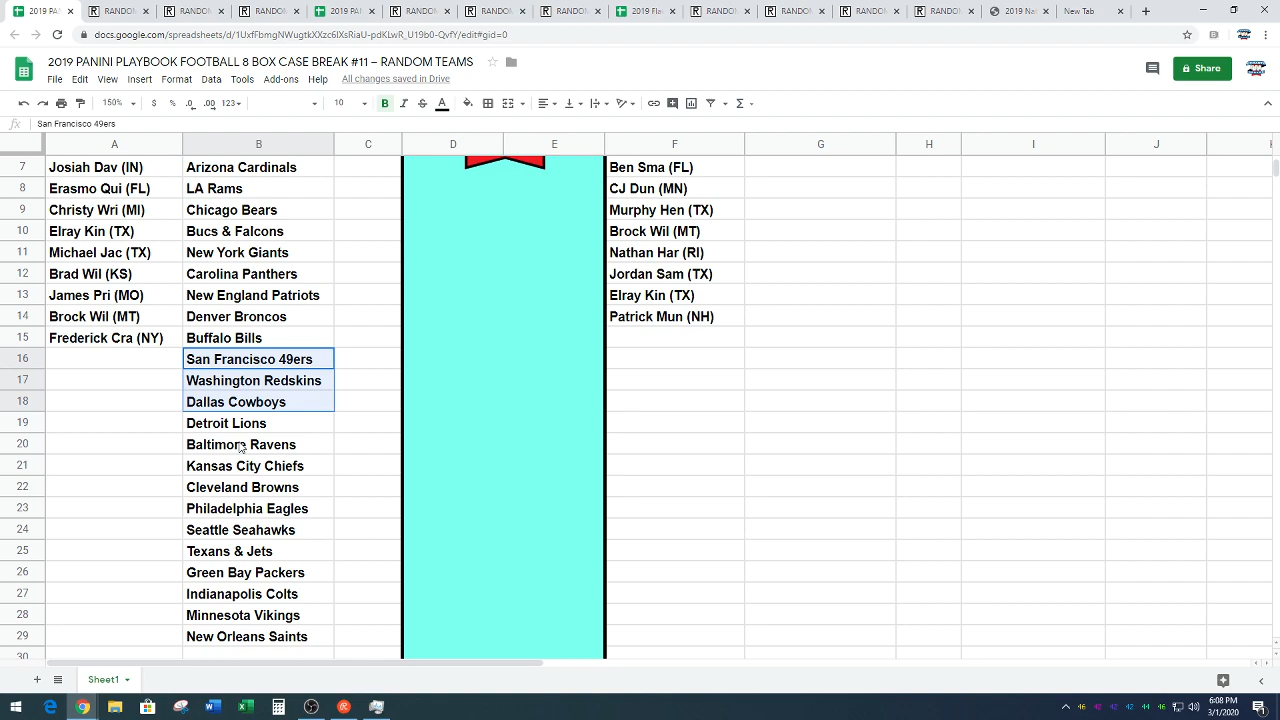 2019 PA
RANDOM
RANDOM
RANDOM
2019 PA
RANDOM
RANDOM
RANDOM
2019 Fla
RANDOM
RANDOM
RANDOM
RANDOM
2019 Na
New Tab
docs.google.com/spreadsheets/d/1UxfFbmgNWugtkXXzc6IXsRiaU-pdKLwR_U19b0-QvfY/edit#gid=0
2019 PANINI PLAYBOOK FOOTBALL 8 BOX CASE BREAK #11 – RANDOM TEAMS
File Edit View Insert Format Data Tools Add-ons Help All changes saved in Drive
Share
150% $ % .0 .00 123 10 B I S A
fx San Francisco 49ers
A B C D E F G H I J
7 Josiah Dav (IN) Arizona Cardinals Ben Sma (FL)
8 Erasmo Qui (FL) LA Rams CJ Dun (MN)
9 Christy Wri (MI) Chicago Bears Murphy Hen (TX)
10 Elray Kin (TX) Bucs & Falcons Brock Wil (MT)
11 Michael Jac (TX) New York Giants Nathan Har (RI)
12 Brad Wil (KS) Carolina Panthers Jordan Sam (TX)
13 James Pri (MO) New England Patriots Elray Kin (TX)
14 Brock Wil (MT) Denver Broncos Patrick Mun (NH)
15 Frederick Cra (NY) Buffalo Bills
16 San Francisco 49ers
17 Washington Redskins
18 Dallas Cowboys
19 Detroit Lions
20 Baltimore Ravens
21 Kansas City Chiefs
22 Cleveland Browns
23 Philadelphia Eagles
24 Seattle Seahawks
25 Texans & Jets
26 Green Bay Packers
27 Indianapolis Colts
28 Minnesota Vikings
29 New Orleans Saints
30
Sheet1
6:08 PM
3/1/2020